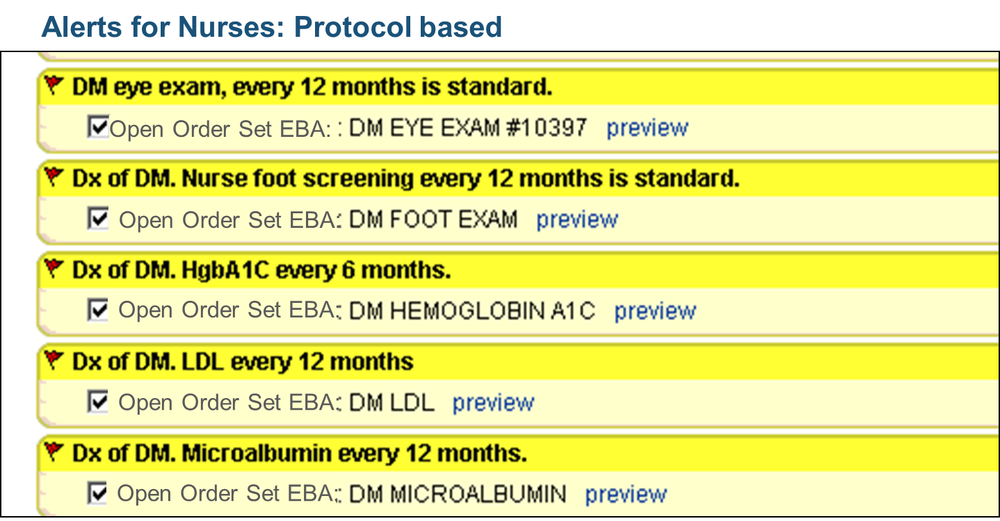 Alerts for Nurses: Protocol based
DM eye exam, every 12 months is standard.
Open Order Set EBA: : DM EYE EXAM #10397 preview
Dx of DM. Nurse foot screening every 12 months is standard.
Open Order Set EBA: DM FOOT EXAM preview
Dx of DM. HgbA1C every 6 months.
Open Order Set EBA: DM HEMOGLOBIN A1C preview
Dx of DM. LDL every 12 months
Open Order Set EBA: DM LDL preview
Dx of DM. Microalbumin every 12 months.
Open Order Set EBA: DM MICROALBUMIN preview